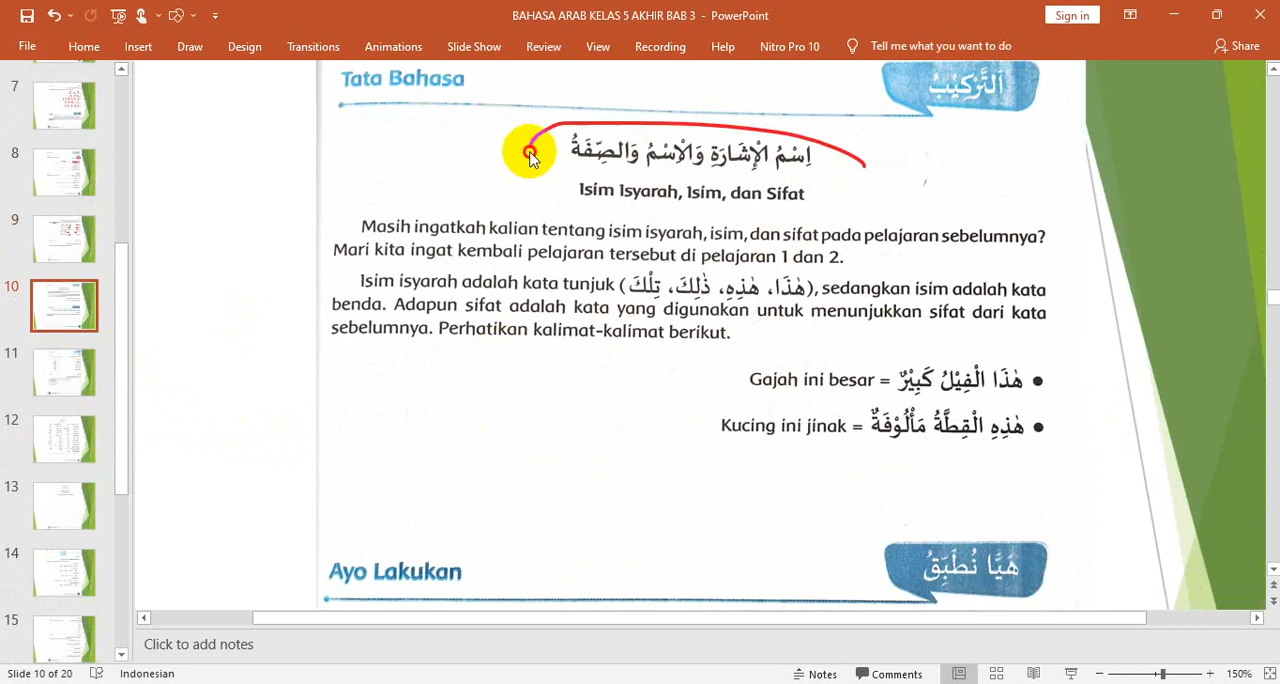 BAHASA ARAB KELAS 5 AKHIR BAB 3 - PowerPoint
Sign in
File Home Insert Draw Design Transitions Animations Slide Show Review View Recording Help Nitro Pro 10 Tell me what you want to do Share
7
8
9
10
11
12
13
14
15
Tata Bahasa
اَلتَّرْكِيْبُ
اِسْمُ الْإِشَارَةِ وَالْاِسْمُ وَالصِّفَةُ
Isim Isyarah, Isim, dan Sifat
Masih ingatkah kalian tentang isim isyarah, isim, dan sifat pada pelajaran sebelumnya?
Mari kita ingat kembali pelajaran tersebut di pelajaran 1 dan 2.
Isim isyarah adalah kata tunjuk (هٰذَا، هٰذِهِ، ذٰلِكَ، تِلْكَ), sedangkan isim adalah kata
benda. Adapun sifat adalah kata yang digunakan untuk menunjukkan sifat dari kata
sebelumnya. Perhatikan kalimat-kalimat berikut.
● هٰذَا الْفِيْلُ كَبِيْرٌ = Gajah ini besar
● هٰذِهِ الْقِطَّةُ مَأْلُوْفَةٌ = Kucing ini jinak
Ayo Lakukan
هَيَّا نُطَبِّقُ
Click to add notes
Slide 10 of 20 Indonesian Notes Comments 150%